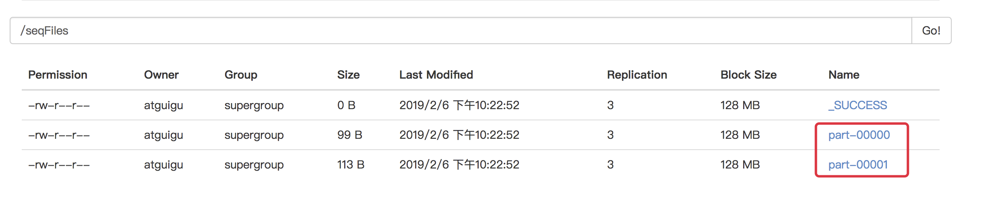 /seqFiles Go!
Permission Owner Group Size Last Modified Replication Block Size Name
-rw-r--r-- atguigu supergroup 0 B 2019/2/6 下午10:22:52 3 128 MB _SUCCESS
-rw-r--r-- atguigu supergroup 99 B 2019/2/6 下午10:22:52 3 128 MB part-00000
-rw-r--r-- atguigu supergroup 113 B 2019/2/6 下午10:22:52 3 128 MB part-00001